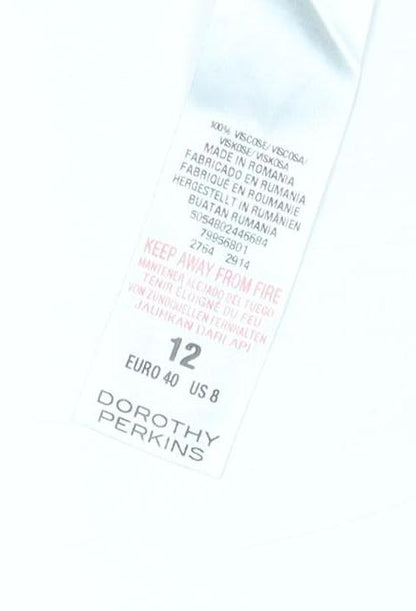 100% VISCOSE/VISCOSA/
VISKOSE/VISKOSA
MADE IN ROMANIA
FABRICADO EN RUMANIA
FABRIQUÉ EN ROUMANIE
HERGESTELLT IN RUMÄNIEN
BUATAN RUMANIA
5054802446684
79956801
2764 2914
KEEP AWAY FROM FIRE
MANTENER ALEJADO DEL FUEGO
TENIR ÉLOIGNÉ DU FEU
VON ZÜNDQUELLEN FERNHALTEN
JAUHKAN DARI API
12
EURO 40 US 8
DOROTHY
PERKINS